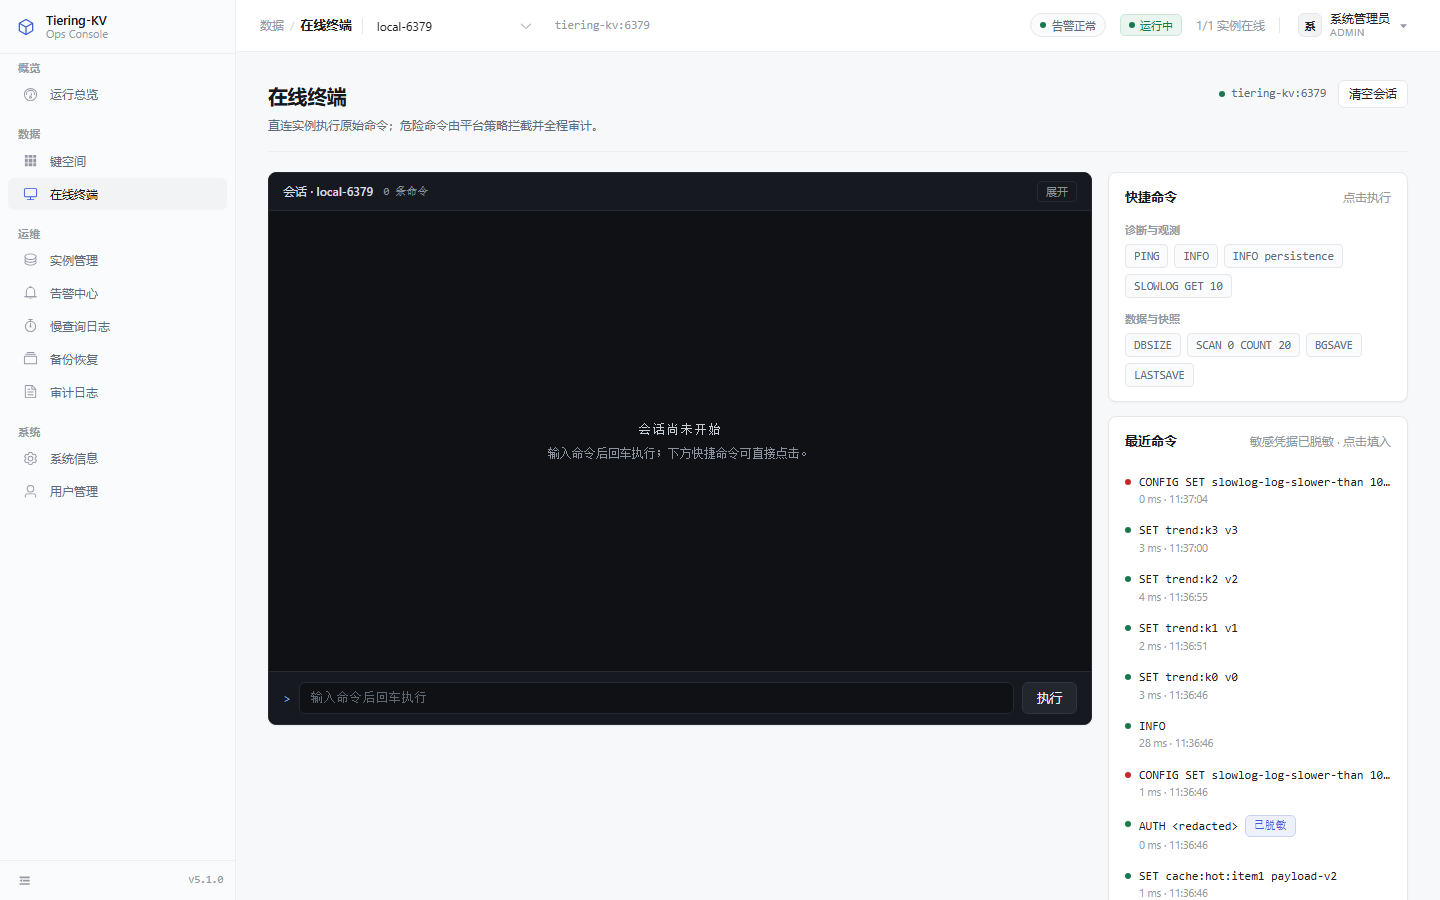 Tiering-KV
Ops Console
概览
运行总览
数据
键空间
在线终端
运维
实例管理
告警中心
慢查询日志
备份恢复
审计日志
系统
系统信息
用户管理
v5.1.0
数据 / 在线终端
local-6379
tiering-kv:6379
告警正常
运行中
1/1 实例在线
系
系统管理员
ADMIN
在线终端
直连实例执行原始命令；危险命令由平台策略拦截并全程审计。
tiering-kv:6379
清空会话
会话 · local-6379 0 条命令
展开
会话尚未开始
输入命令后回车执行；下方快捷命令可直接点击。
> 输入命令后回车执行
执行
快捷命令
点击执行
诊断与观测
PING INFO INFO persistence
SLOWLOG GET 10
数据与快照
DBSIZE SCAN 0 COUNT 20 BGSAVE
LASTSAVE
最近命令
敏感凭据已脱敏 · 点击填入
CONFIG SET slowlog-log-slower-than 10…
0 ms · 11:37:04
SET trend:k3 v3
3 ms · 11:37:00
SET trend:k2 v2
4 ms · 11:36:55
SET trend:k1 v1
2 ms · 11:36:51
SET trend:k0 v0
3 ms · 11:36:46
INFO
28 ms · 11:36:46
CONFIG SET slowlog-log-slower-than 10…
1 ms · 11:36:46
AUTH <redacted> 已脱敏
0 ms · 11:36:46
SET cache:hot:item1 payload-v2
1 ms · 11:36:46